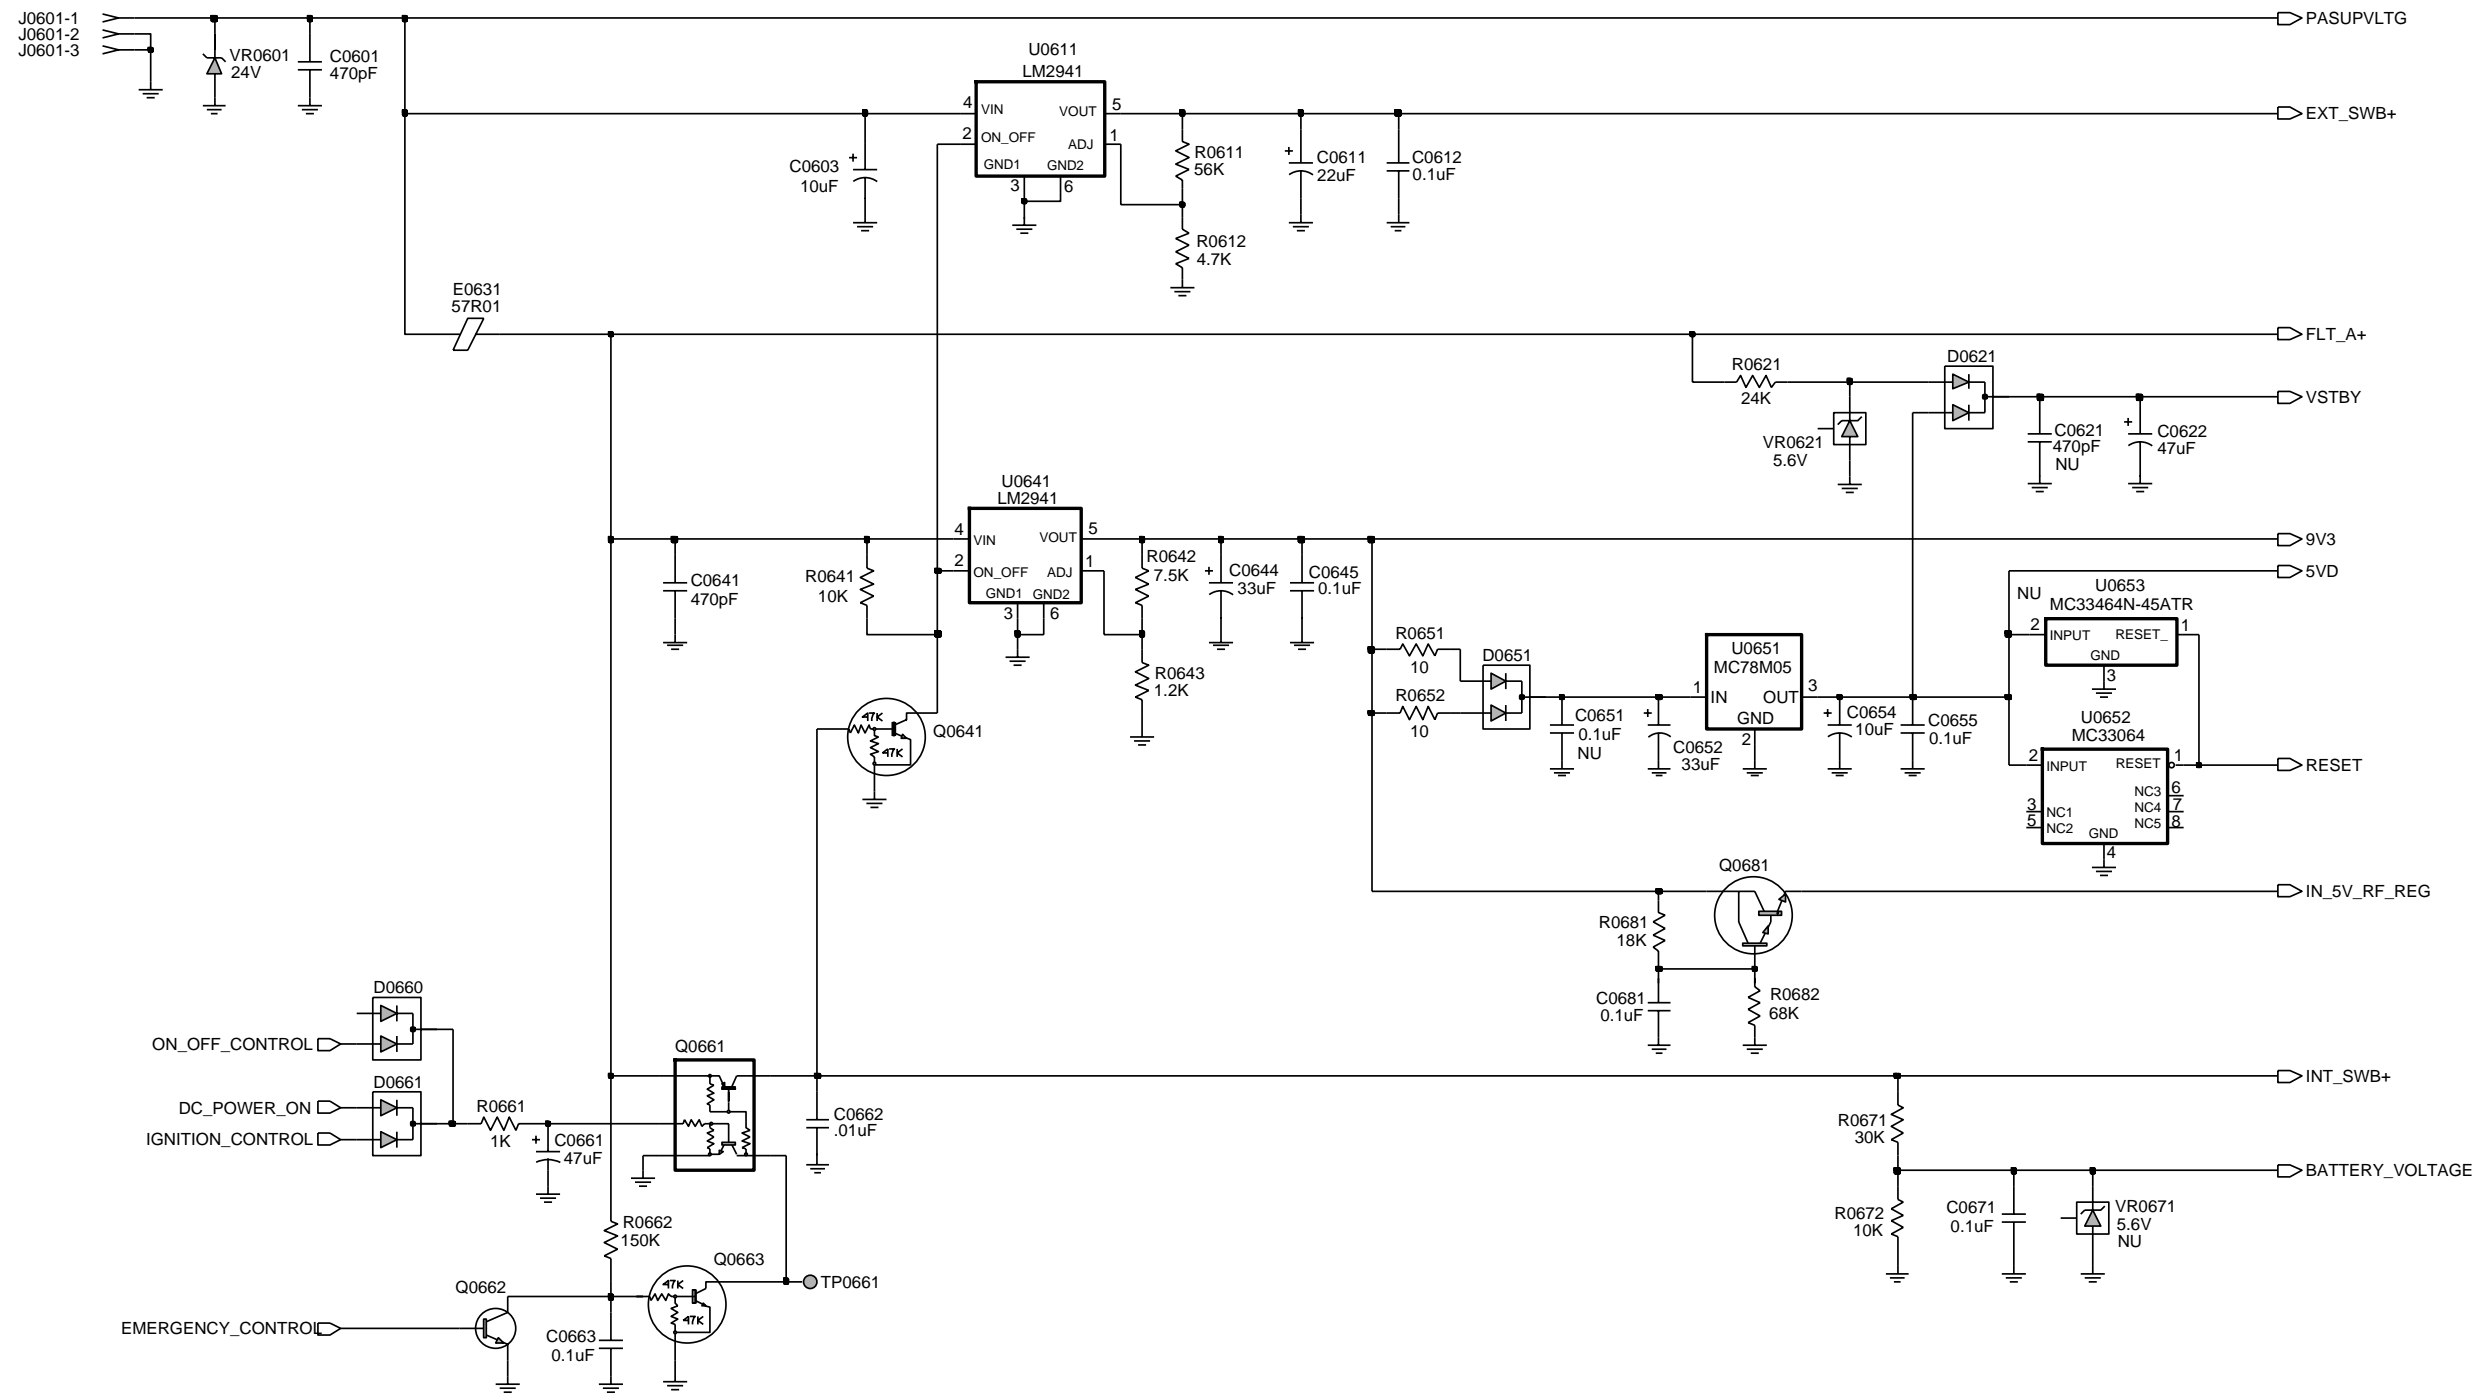 J0601-1
J0601-2
J0601-3
PASUPVLTG
VR0601
24V
C0601
470pF
U0611
LM2941
4
VIN
VOUT
5
2
ON_OFF
ADJ
1
GND1
GND2
3
6
C0603
+
10uF
R0611
56K
R0612
4.7K
+
C0611
22uF
C0612
0.1uF
EXT_SWB+
E0631
57R01
FLT_A+
R0621
24K
D0621
VR0621
5.6V
VSTBY
C0621
470pF
NU
+
C0622
47uF
U0641
LM2941
4
VIN
VOUT
5
2
ON_OFF
ADJ
1
GND1
GND2
3
6
C0641
470pF
R0641
10K
R0642
7.5K
R0643
1.2K
+
C0644
33uF
C0645
0.1uF
9V3
5VD
NU
U0653
MC33464N-45ATR
2
INPUT
RESET_
1
GND
3
R0651
10
R0652
10
D0651
C0651
0.1uF
NU
+
C0652
33uF
U0651
MC78M05
1
IN
OUT
3
GND
2
+
C0654
10uF
C0655
0.1uF
U0652
MC33064
2
INPUT
RESET
1
NC3
6
3
NC1
NC4
7
5
NC2
NC5
8
GND
4
RESET
47K
47K
Q0641
Q0681
IN_5V_RF_REG
R0681
18K
C0681
0.1uF
R0682
68K
D0660
ON_OFF_CONTROL
D0661
DC_POWER_ON
IGNITION_CONTROL
R0661
1K
+
C0661
47uF
Q0661
C0662
.01uF
INT_SWB+
R0671
30K
BATTERY_VOLTAGE
R0672
10K
C0671
0.1uF
VR0671
5.6V
NU
R0662
150K
Q0662
EMERGENCY_CONTROL
C0663
0.1uF
Q0663
47K
47K
TP0661